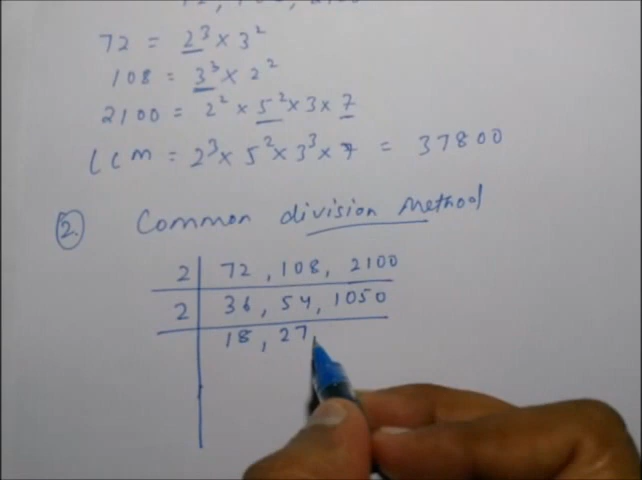 72 = 2³ × 3²
108 = 3³ × 2²
2100 = 2² × 5² × 3 × 7
LCM = 2³ × 5² × 3³ × 7 = 37800
2. Common division Method
2 | 72, 108, 2100
2 | 36, 54, 1050
18, 27